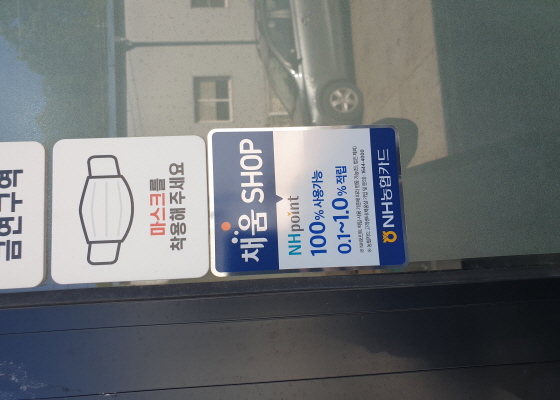 금연구역
마스크를
착용해 주세요
채움 SHOP
NHpoint
100% 사용가능
0.1~1.0% 적립
NH농협카드